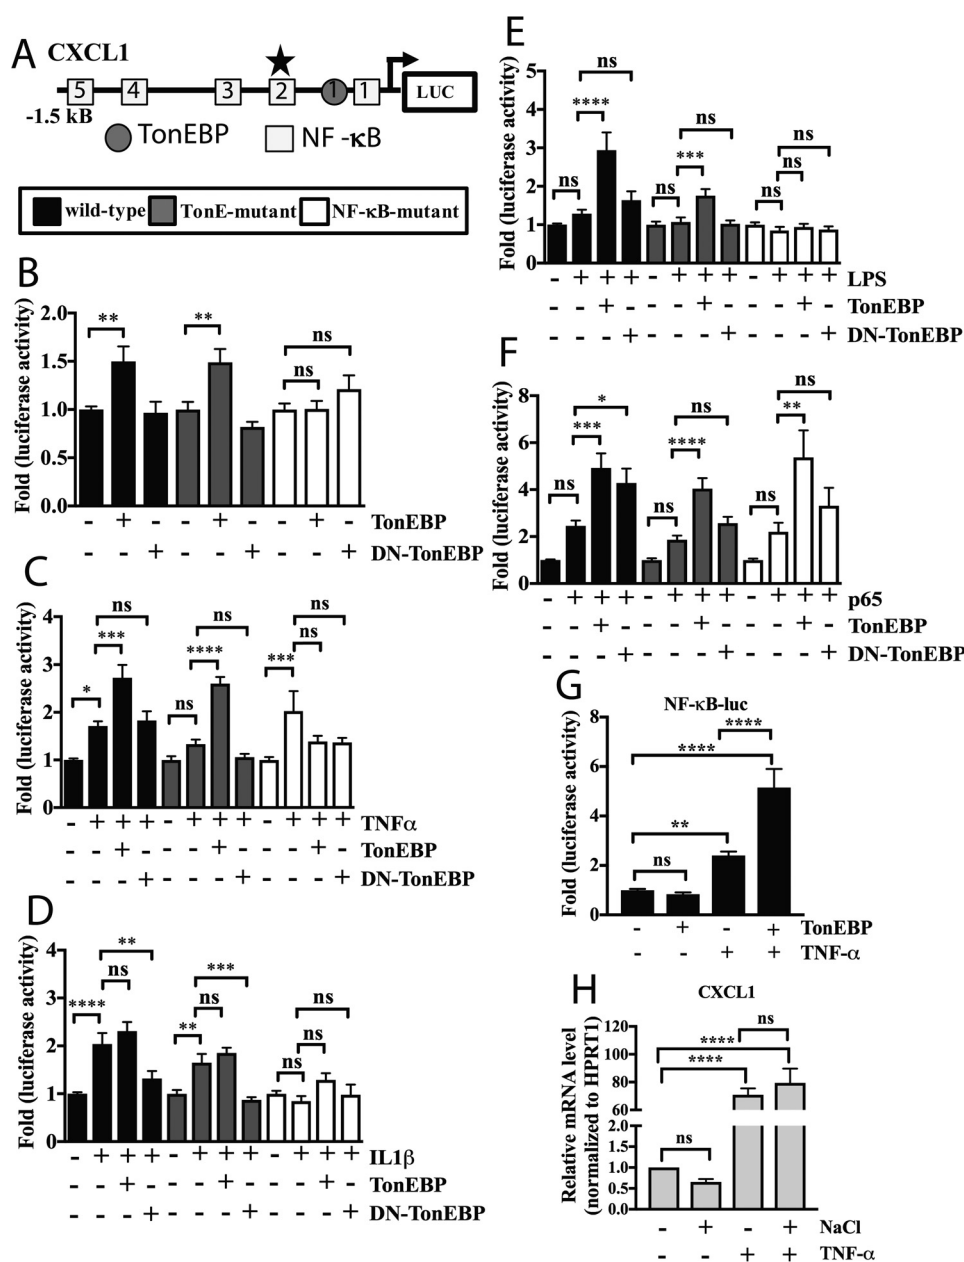 A
CXCL1
5 4 3 2 1 1 LUC
-1.5 kB
TonEBP NF -κB
wild-type TonE-mutant NF-κB-mutant
B
Fold (luciferase activity)
2.0
1.5
1.0
0.5
0.0
** ** ns ns
- + - - + - - + - TonEBP
- - + - - + - - + DN-TonEBP
C
Fold (luciferase activity)
4
3
2
1
0
* *** ns ns **** ns *** ns ns
- + + + - + + + - + + + TNFα
- - + - - - + - - - + - TonEBP
- - - + - - - + - - - + DN-TonEBP
D
Fold (luciferase activity)
4
3
2
1
0
**** ns ** ** ns *** ns ns ns
- + + + - + + + - + + + IL1β
- - + - - - + - - - + - TonEBP
- - - + - - - + - - - + DN-TonEBP
E
Fold (luciferase activity)
5
4
3
2
1
0
ns **** ns ns *** ns ns ns ns
- + + + - + + + - + + + LPS
- - + - - - + - - - + - TonEBP
- - - + - - - + - - - + DN-TonEBP
F
Fold (luciferase activity)
8
6
4
2
0
ns *** * ns **** ns ns ** ns
- + + + - + + + - + + + p65
- - + - - - + - - - + - TonEBP
- - - + - - - + - - - + DN-TonEBP
G
NF-κB-luc
Fold (luciferase activity)
8
6
4
2
0
ns ** **** ****
- + - + TonEBP
- - + + TNF-α
H
CXCL1
Relative mRNA level
(normalized to HPRT1)
120
100
80
60
2.0
1.5
1.0
0.5
0.0
ns **** **** ns
- + - + NaCl
- - + + TNF-α